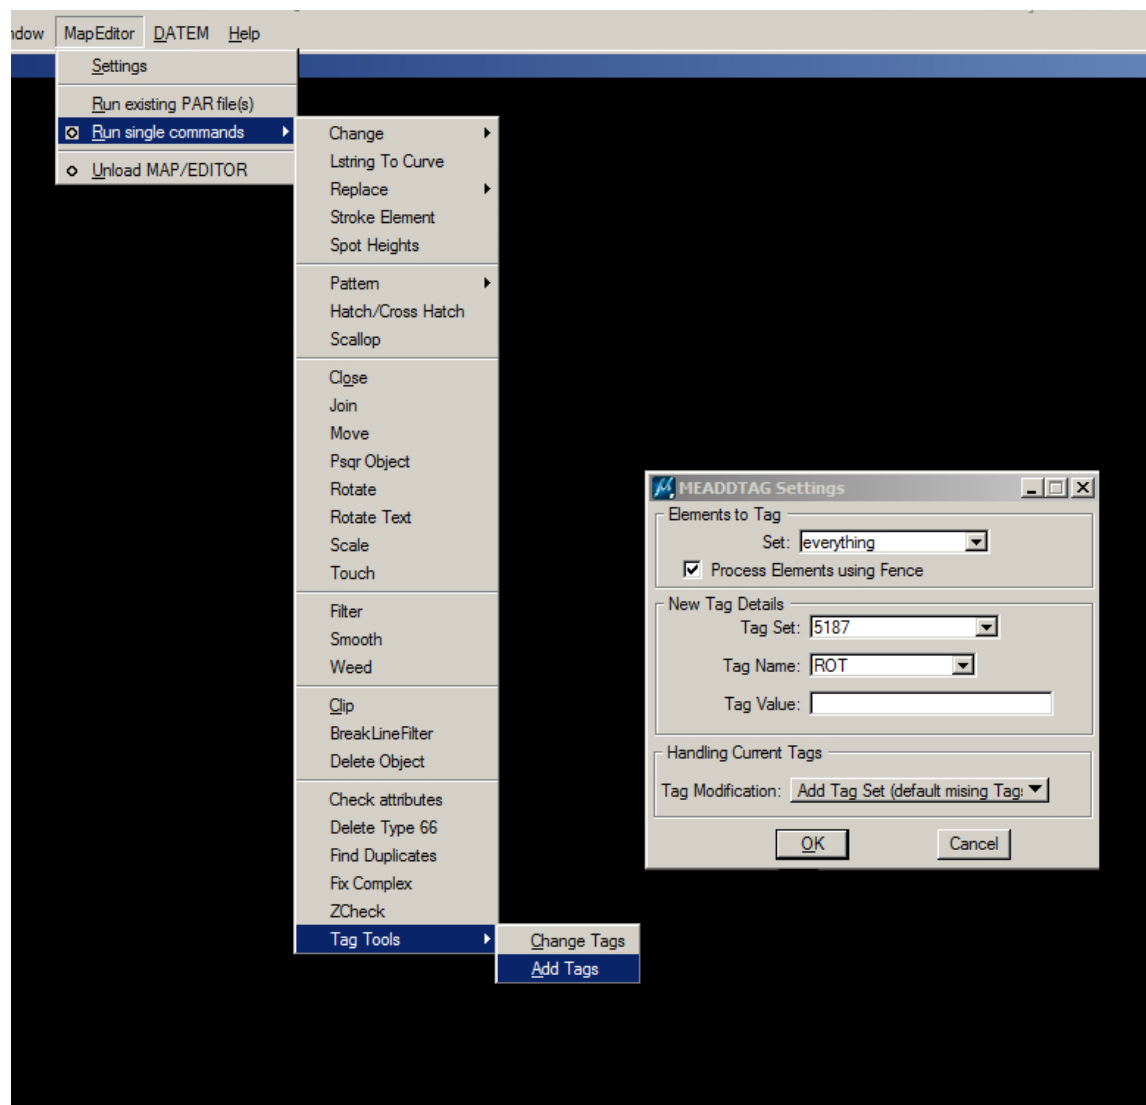 ndow MapEditor DATEM Help
Settings
Run existing PAR file(s)
Run single commands
Unload MAP/EDITOR
Change
Lstring To Curve
Replace
Stroke Element
Spot Heights
Pattern
Hatch/Cross Hatch
Scallop
Close
Join
Move
Psqr Object
Rotate
Rotate Text
Scale
Touch
Filter
Smooth
Weed
Clip
BreakLineFilter
Delete Object
Check attributes
Delete Type 66
Find Duplicates
Fix Complex
ZCheck
Tag Tools
Change Tags
Add Tags
MEADDTAG Settings
Elements to Tag
Set: everything
Process Elements using Fence
New Tag Details
Tag Set: 5187
Tag Name: ROT
Tag Value:
Handling Current Tags
Tag Modification: Add Tag Set (default mising Tag
OK Cancel